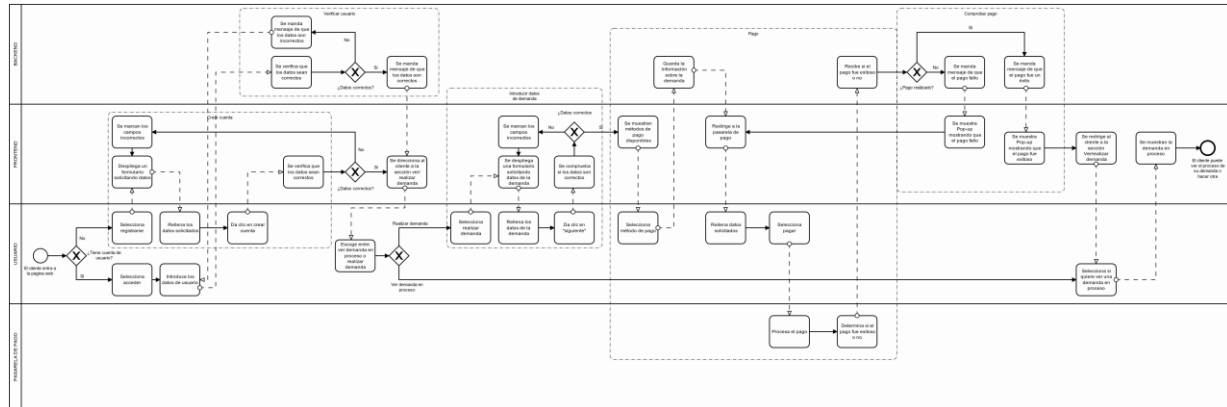 BACKEND
Verificar usuario
Se manda
mensaje de que
los datos son
incorrectos
No
Se verifica que
los datos sean
correctos
Si
¿Datos correctos?
Se manda
mensaje de que
los datos son
correctos
Pago
Guarda la
información
sobre la
demanda
Recibe si el
pago fue exitoso
o no
Comprobar pago
Si
No
¿Pago realizado?
Se manda
mensaje de que
el pago fallo
Se manda
mensaje de que
el pago fue un
éxito
FRONTEND
Crear cuenta
Se marcan los
campos
incorrectos
Despliega un
formulario
solicitando datos
Se verifica que
los datos sean
correctos
No
Si
¿Datos correctos?
Se direcciona al
cliente a la
sección ver/
realizar
demanda
Introducir datos
de demanda
Se marcan los
campos
incorrectos
No
¿Datos correctos
Si
Se despliega
una formulario
solicitando
datos de la
demanda
Se comprueba
si los datos son
correctos
Se muestran
métodos de
pago
disponibles
Redirige a la
pasarela de
pago
Se muestra
Pop-up
mostrando que
el pago fallo
Se muestra
Pop-up
mostrando que
el pago fue
exitoso
Se redirige al
cliente a la
sección
Ver/realizar
demanda
Se muestran la
demanda en
proceso
El cliente puede
ver el proceso de
su demanda o
hacer otra
USUARIO
El cliente entra a
la pagina web
No
¿Tiene cuenta de
usuario?
Si
Selecciona
registrarse
Rellena los
datos solicitados
Da clic en crear
cuenta
Selecciona
acceder
Introduce los
datos de usuario
Escoge entre
ver demanda en
proceso o
realizar
demanda
Realizar demanda
Ver demanda en
proceso
Selecciona
realizar
demanda
Rellena los
datos de la
demanda
Da clic en
"siguiente"
Selecciona
método de pago
Rellena datos
solicitados
Selecciona
pagar
Selecciona si
quiere ver una
demanda en
proceso
PASARELA DE PAGO
Procesa el pago
Determina si el
pago fue exitoso
o no